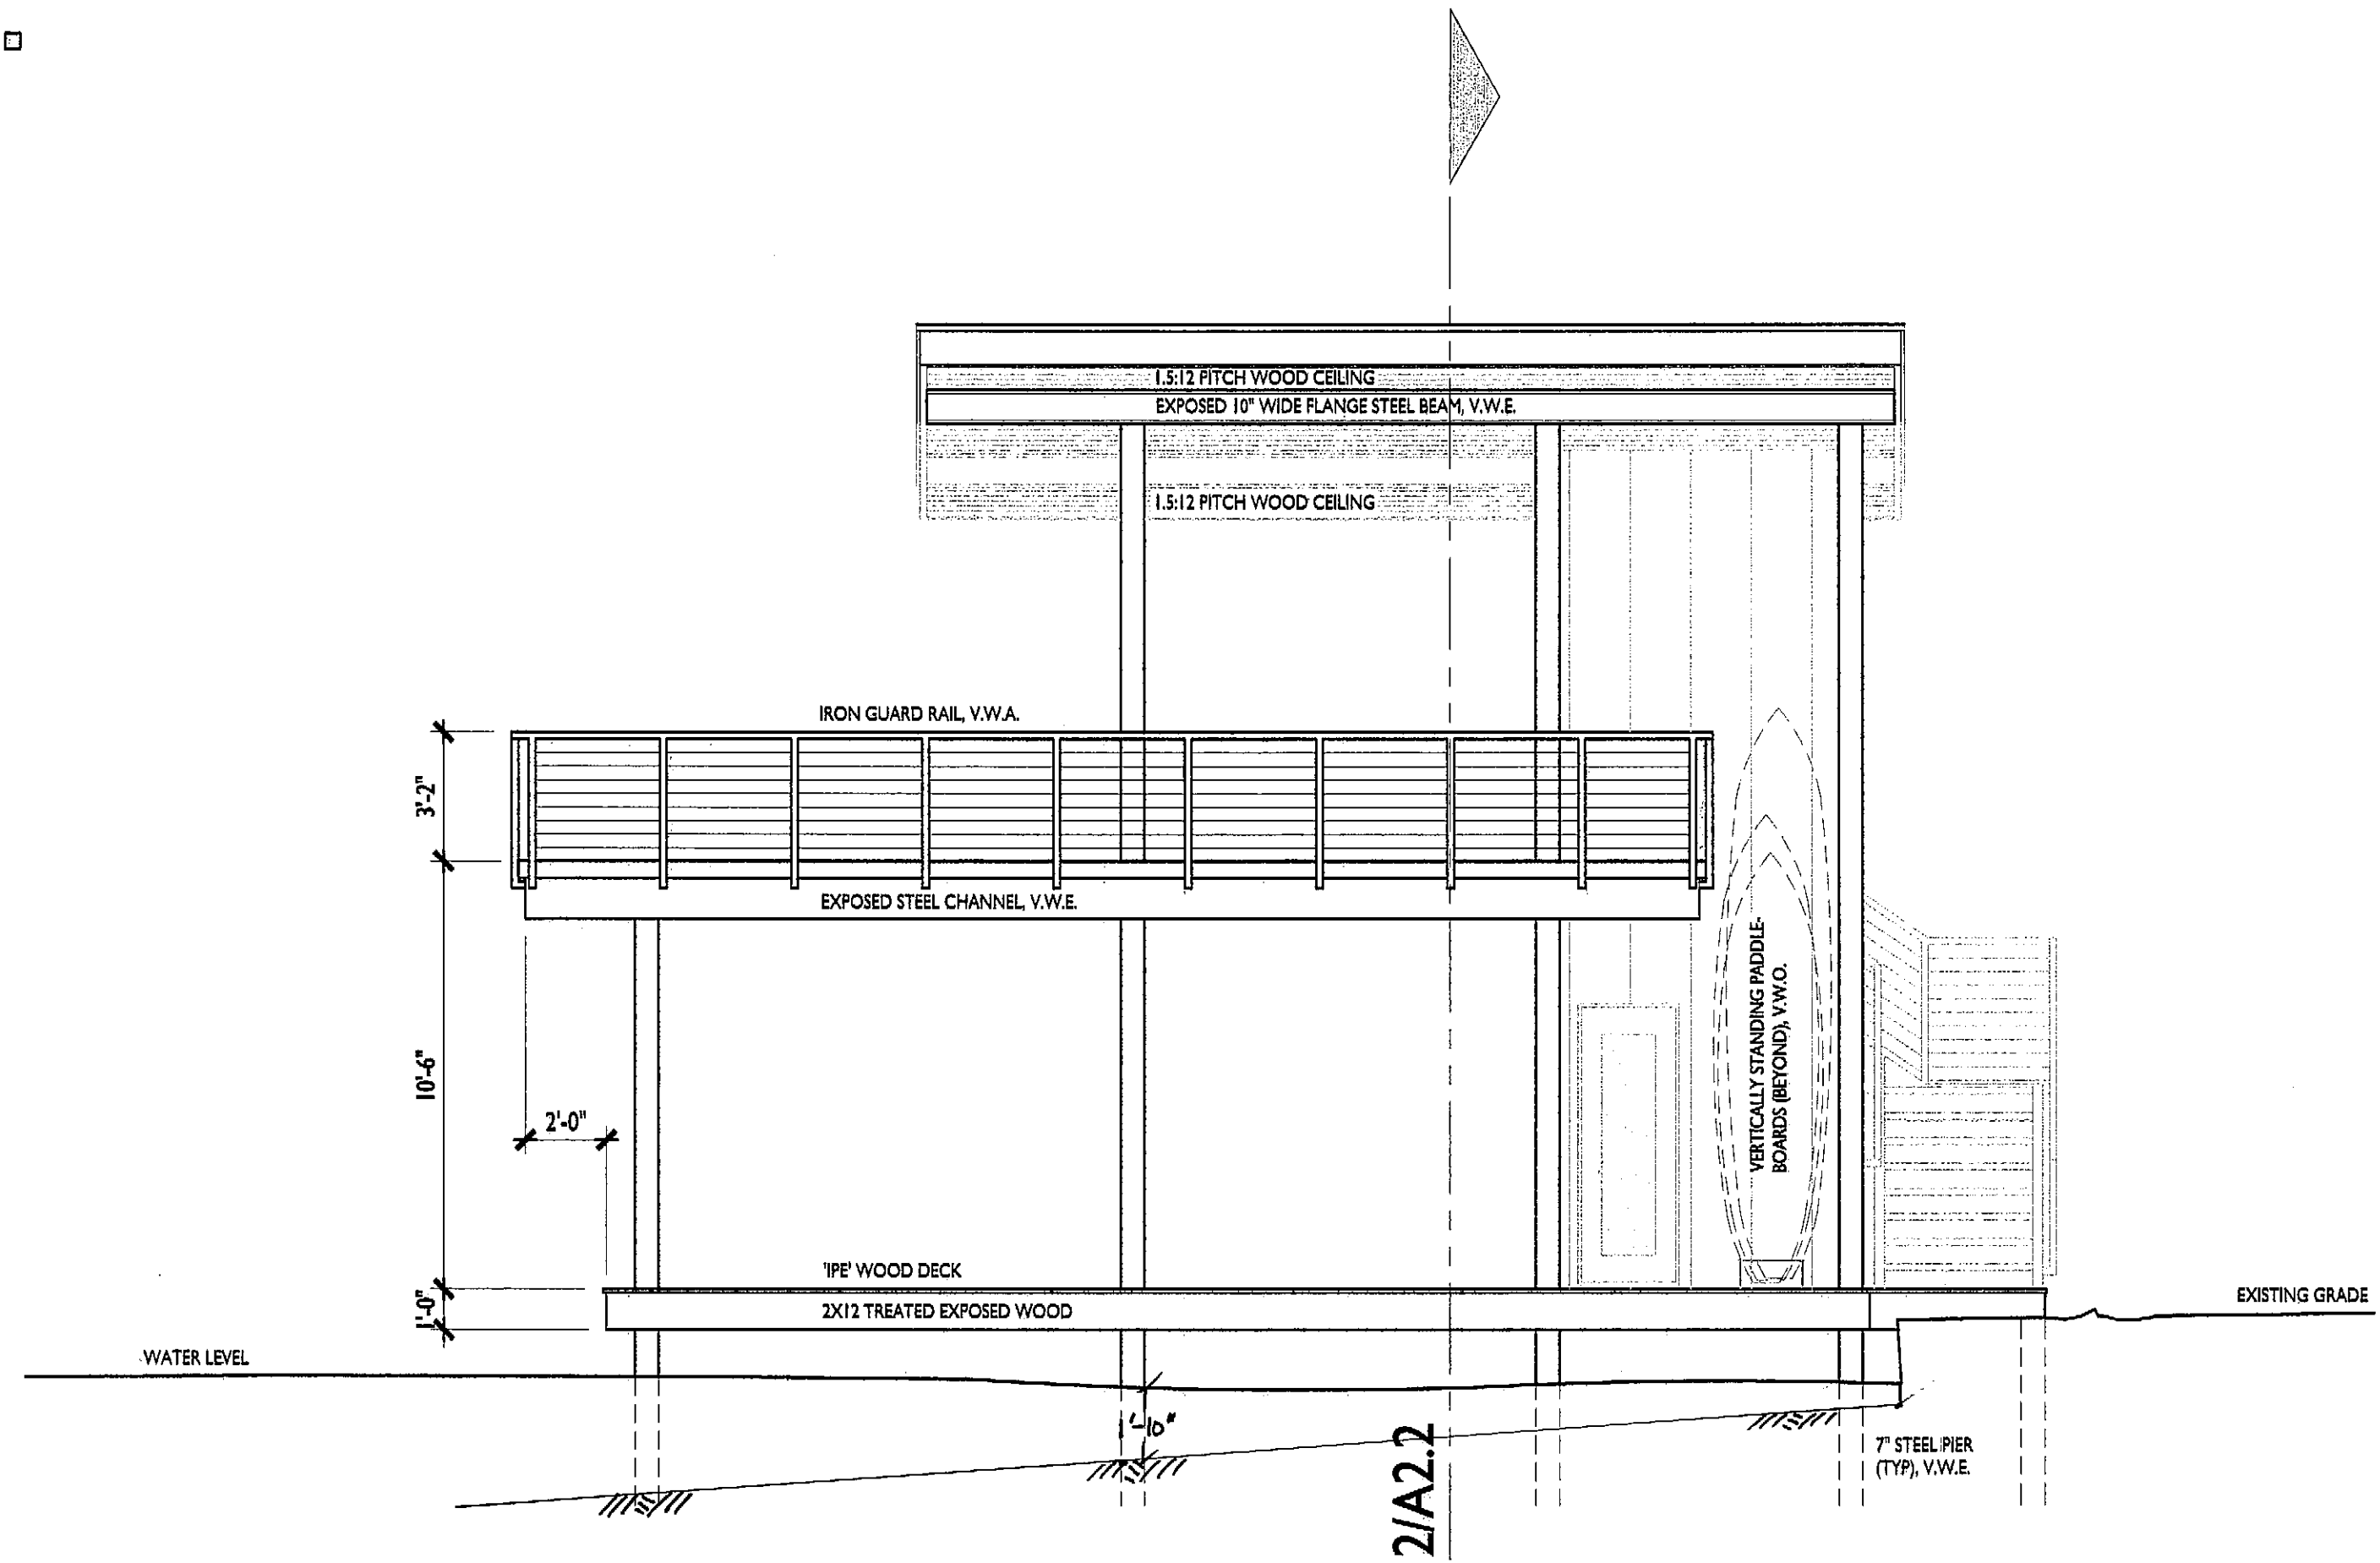 1.5:12 PITCH WOOD CEILING
EXPOSED 10" WIDE FLANGE STEEL BEAM, V.W.E.
1.5:12 PITCH WOOD CEILING
IRON GUARD RAIL, V.W.A.
3'-2"
EXPOSED STEEL CHANNEL, V.W.E.
VERTICALLY STANDING PADDLE-
BOARDS (BEYOND), V.W.O.
10'-6"
2'-0"
'IPE' WOOD DECK
1'-0"
2X12 TREATED EXPOSED WOOD
EXISTING GRADE
WATER LEVEL
1'-10"
2/A2.2
7" STEEL PIER
(TYP), V.W.E.